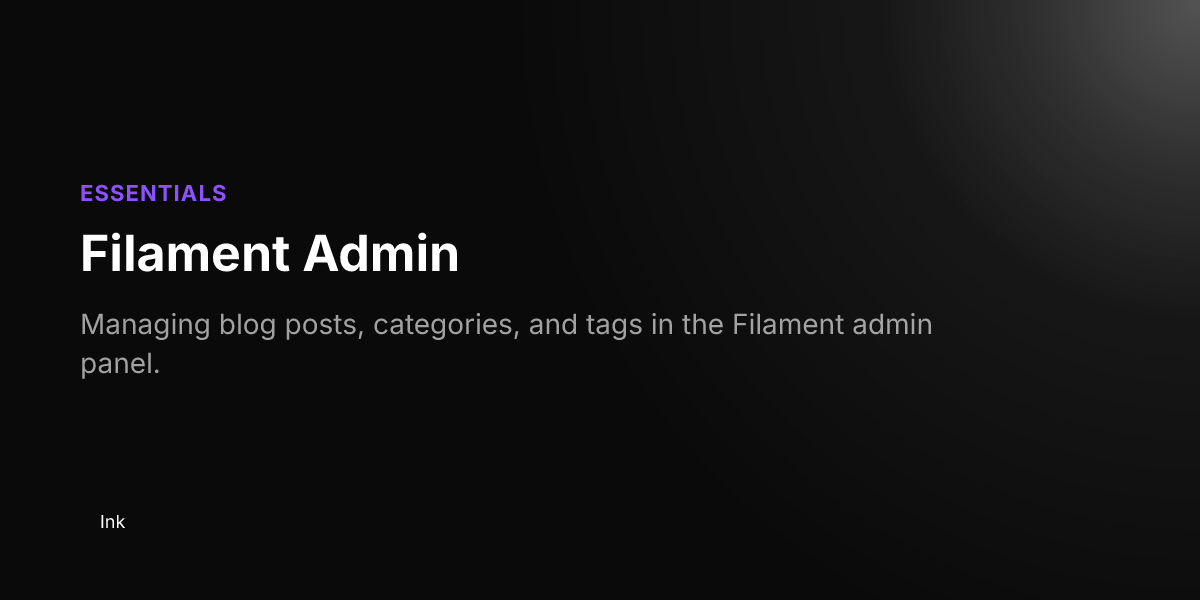 ESSENTIALS
Filament Admin
Managing blog posts, categories, and tags in the Filament admin
panel.
Ink